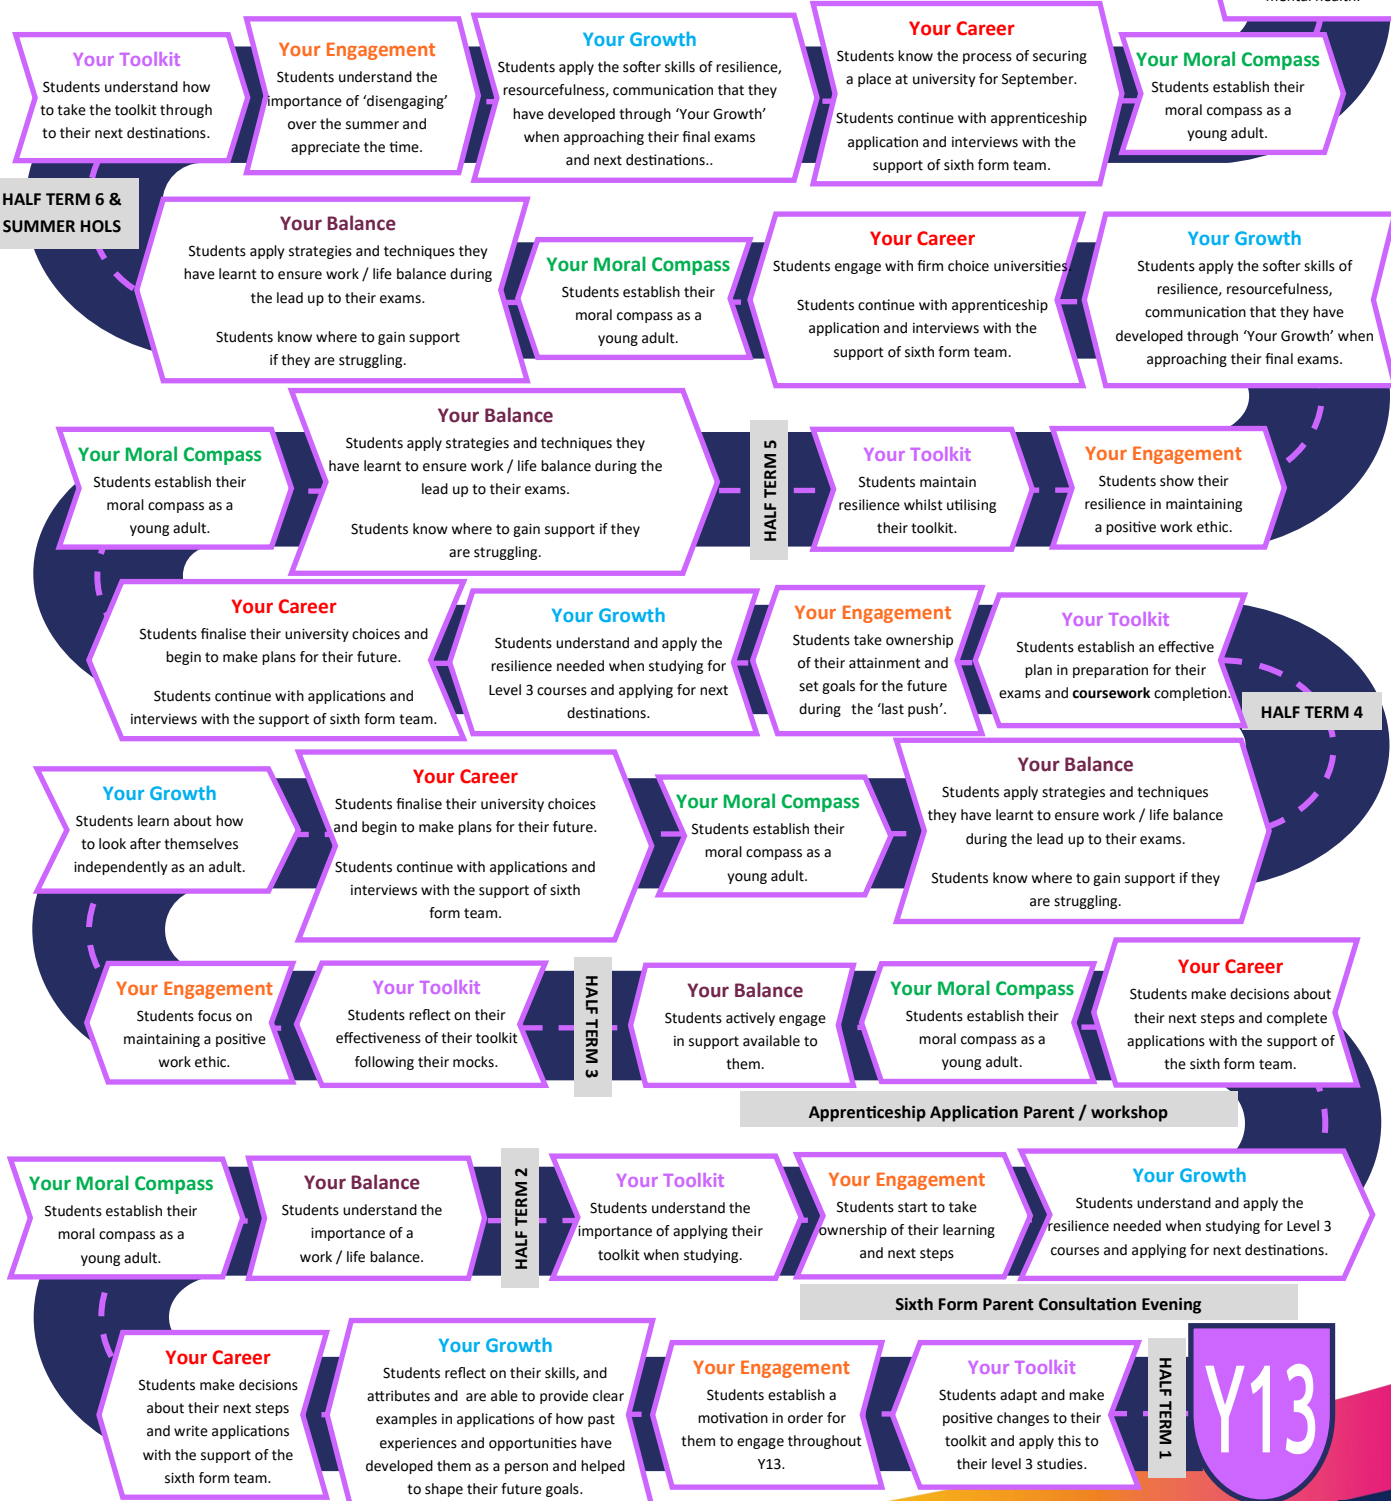 mental health.
Your Toolkit
Students understand how
to take the toolkit through
to their next destinations.
Your Engagement
Students understand the
importance of ‘disengaging’
over the summer and
appreciate the time.
Your Growth
Students apply the softer skills of resilience,
resourcefulness, communication that they
have developed through ‘Your Growth’
when approaching their final exams
and next destinations..
Your Career
Students know the process of securing
a place at university for September.
Students continue with apprenticeship
application and interviews with the
support of sixth form team.
Your Moral Compass
Students establish their
moral compass as a
young adult.
HALF TERM 6 &
SUMMER HOLS
Your Balance
Students apply strategies and techniques they
have learnt to ensure work / life balance during
the lead up to their exams.
Students know where to gain support
if they are struggling.
Your Moral Compass
Students establish their
moral compass as a
young adult.
Your Career
Students engage with firm choice universities.
Students continue with apprenticeship
application and interviews with the
support of sixth form team.
Your Growth
Students apply the softer skills of
resilience, resourcefulness,
communication that they have
developed through ‘Your Growth’ when
approaching their final exams.
Your Moral Compass
Students establish their
moral compass as a
young adult.
Your Balance
Students apply strategies and techniques they
have learnt to ensure work / life balance during the
lead up to their exams.
Students know where to gain support if they
are struggling.
HALF TERM 5
Your Toolkit
Students maintain
resilience whilst utilising
their toolkit.
Your Engagement
Students show their
resilience in maintaining
a positive work ethic.
Your Career
Students finalise their university choices and
begin to make plans for their future.
Students continue with applications and
interviews with the support of sixth form team.
Your Growth
Students understand and apply the
resilience needed when studying for
Level 3 courses and applying for next
destinations.
Your Engagement
Students take ownership
of their attainment and
set goals for the future
during the ‘last push’.
Your Toolkit
Students establish an effective
plan in preparation for their
exams and coursework completion.
HALF TERM 4
Your Growth
Students learn about how
to look after themselves
independently as an adult.
Your Career
Students finalise their university choices
and begin to make plans for their future.
Students continue with applications and
interviews with the support of sixth
form team.
Your Moral Compass
Students establish their
moral compass as a
young adult.
Your Balance
Students apply strategies and techniques
they have learnt to ensure work / life balance
during the lead up to their exams.
Students know where to gain support if they
are struggling.
Your Engagement
Students focus on
maintaining a positive
work ethic.
Your Toolkit
Students reflect on their
effectiveness of their toolkit
following their mocks.
HALF TERM 3
Your Balance
Students actively engage
in support available to
them.
Your Moral Compass
Students establish their
moral compass as a
young adult.
Your Career
Students make decisions about
their next steps and complete
applications with the support of
the sixth form team.
Apprenticeship Application Parent / workshop
Your Moral Compass
Students establish their
moral compass as a
young adult.
Your Balance
Students understand the
importance of a
work / life balance.
HALF TERM 2
Your Toolkit
Students understand the
importance of applying their
toolkit when studying.
Your Engagement
Students start to take
ownership of their learning
and next steps
Your Growth
Students understand and apply the
resilience needed when studying for Level 3
courses and applying for next destinations.
Sixth Form Parent Consultation Evening
Your Career
Students make decisions
about their next steps
and write applications
with the support of the
sixth form team.
Your Growth
Students reflect on their skills, and
attributes and are able to provide clear
examples in applications of how past
experiences and opportunities have
developed them as a person and helped
to shape their future goals.
Your Engagement
Students establish a
motivation in order for
them to engage throughout
Y13.
Your Toolkit
Students adapt and make
positive changes to their
toolkit and apply this to
their level 3 studies.
HALF TERM 1
Y13